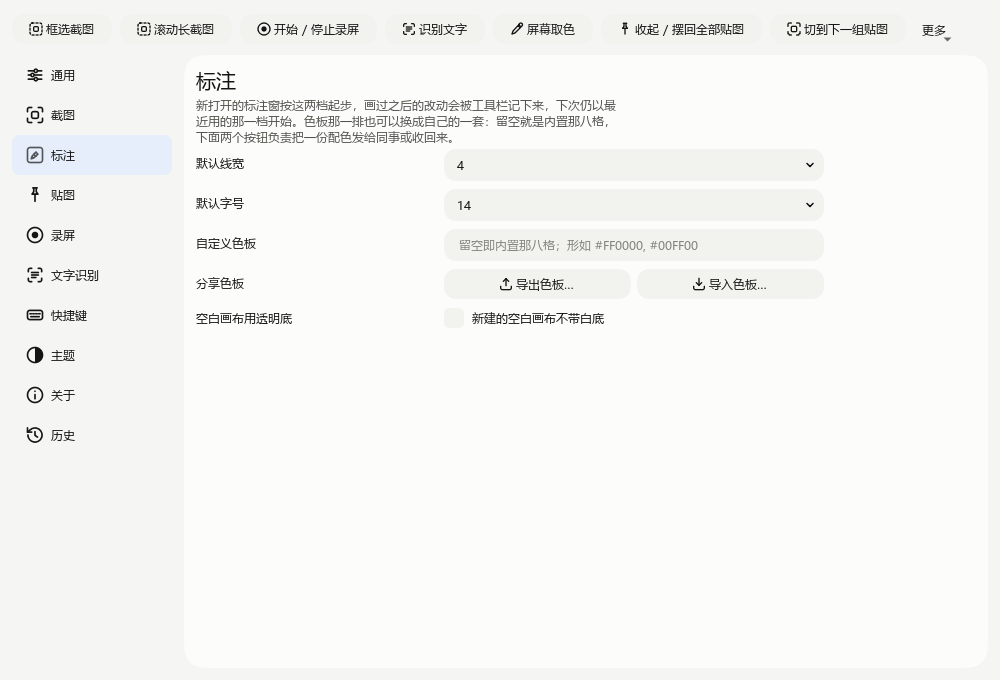 框选截图
滚动长截图
开始 / 停止录屏
识别文字
屏幕取色
收起 / 摆回全部贴图
切到下一组贴图
更多
通用
截图
标注
贴图
录屏
文字识别
快捷键
主题
关于
历史
标注
新打开的标注窗按这两档起步，画过之后的改动会被工具栏记下来，下次仍以最
近用的那一档开始。色板那一排也可以换成自己的一套：留空就是内置那八格，
下面两个按钮负责把一份配色发给同事或收回来。
默认线宽
4
默认字号
14
自定义色板
留空即内置那八格；形如 #FF0000, #00FF00
分享色板
导出色板...
导入色板...
空白画布用透明底
新建的空白画布不带白底